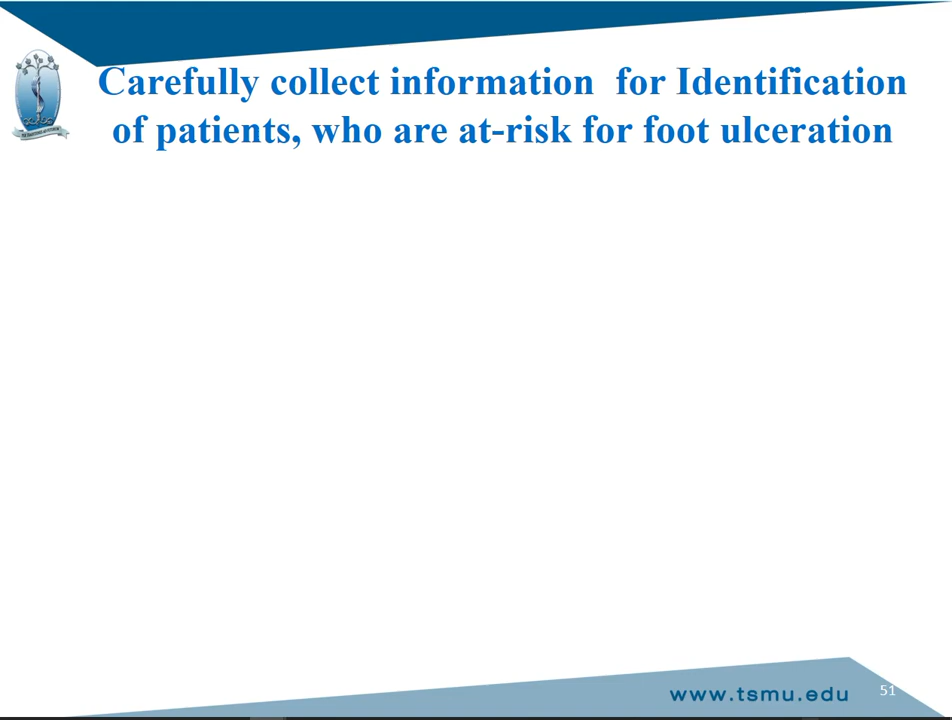 Carefully collect information for Identification
of patients, who are at-risk for foot ulceration
www.tsmu.edu
51